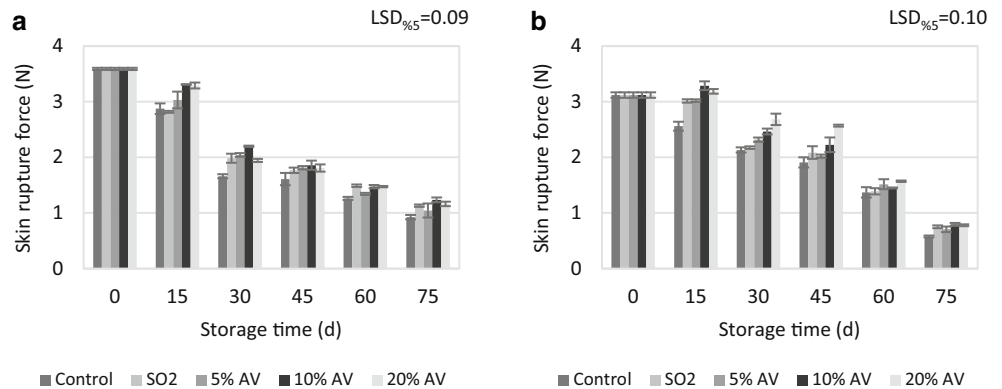 a
LSD%5=0.09
Skin rupture force (N)
4
3
2
1
0
0 15 30 45 60 75
Storage time (d)
Control SO2 5% AV 10% AV 20% AV
b
LSD%5=0.10
Skin rupture force (N)
4
3
2
1
0
0 15 30 45 60 75
Storage time (d)
Control SO2 5% AV 10% AV 20% AV